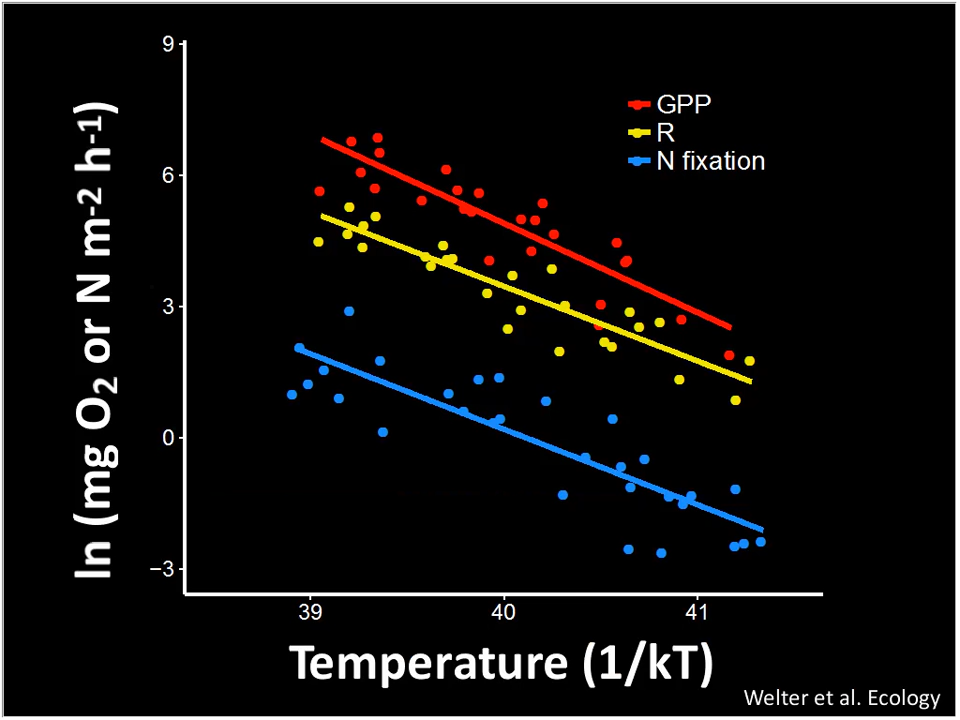 ln (mg O2 or N m-2 h-1)
9
6
3
0
−3
GPP
R
N fixation
39
40
41
Temperature (1/kT)
Welter et al. Ecology